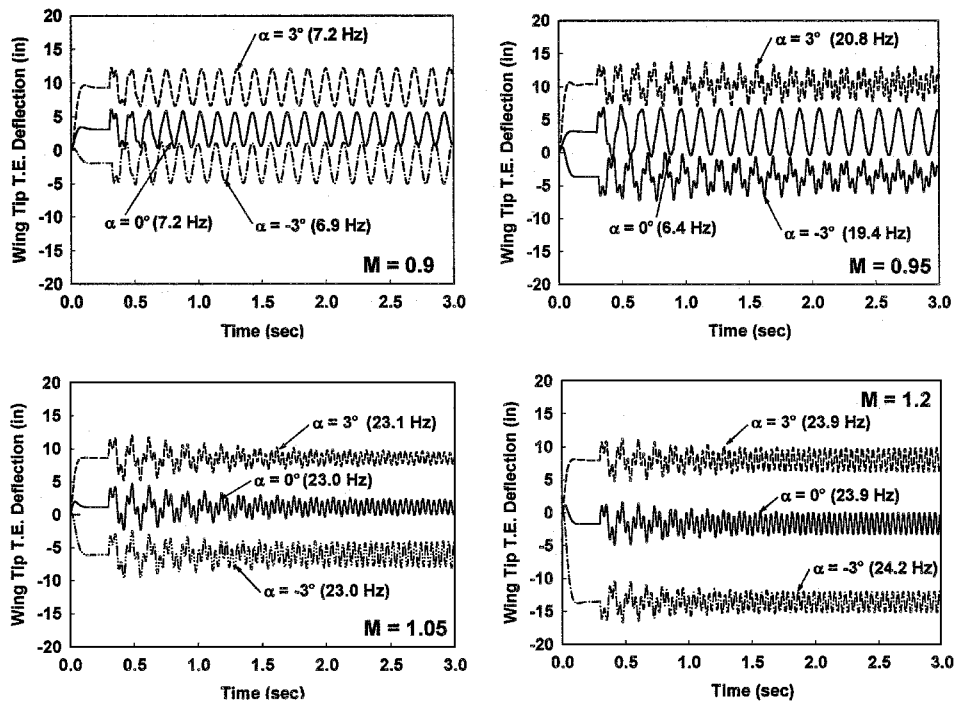 20
15
10
5
0
-5
-10
-15
-20
Wing Tip T.E. Deflection (in)
α = 3° (7.2 Hz)
α = 0° (7.2 Hz)
α = -3° (6.9 Hz)
M = 0.9
0.0 0.5 1.0 1.5 2.0 2.5 3.0
Time (sec)
20
15
10
5
0
-5
-10
-15
-20
Wing Tip T.E. Deflection (in)
α = 3° (20.8 Hz)
α = 0° (6.4 Hz)
α = -3° (19.4 Hz)
M = 0.95
0.0 0.5 1.0 1.5 2.0 2.5 3.0
Time (sec)
20
15
10
5
0
-5
-10
-15
-20
Wing Tip T.E. Deflection (in)
α = 3° (23.1 Hz)
α = 0° (23.0 Hz)
α = -3° (23.0 Hz)
M = 1.05
0.0 0.5 1.0 1.5 2.0 2.5 3.0
Time (sec)
20
15
10
5
0
-5
-10
-15
-20
Wing Tip T.E. Deflection (in)
M = 1.2
α = 3° (23.9 Hz)
α = 0° (23.9 Hz)
α = -3° (24.2 Hz)
0.0 0.5 1.0 1.5 2.0 2.5 3.0
Time (sec)